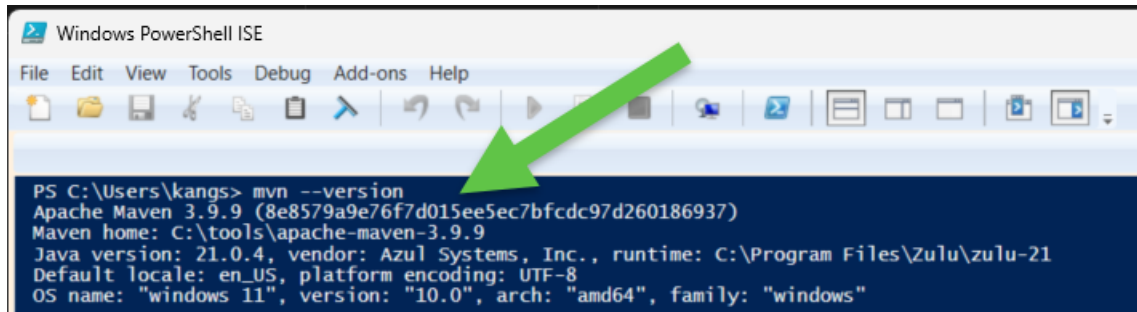 Windows PowerShell ISE
File Edit View Tools Debug Add-ons Help
PS C:\Users\kangs> mvn --version
Apache Maven 3.9.9 (8e8579a9e76f7d015ee5ec7bfcdc97d260186937)
Maven home: C:\tools\apache-maven-3.9.9
Java version: 21.0.4, vendor: Azul Systems, Inc., runtime: C:\Program Files\Zulu\zulu-21
Default locale: en_US, platform encoding: UTF-8
OS name: "windows 11", version: "10.0", arch: "amd64", family: "windows"